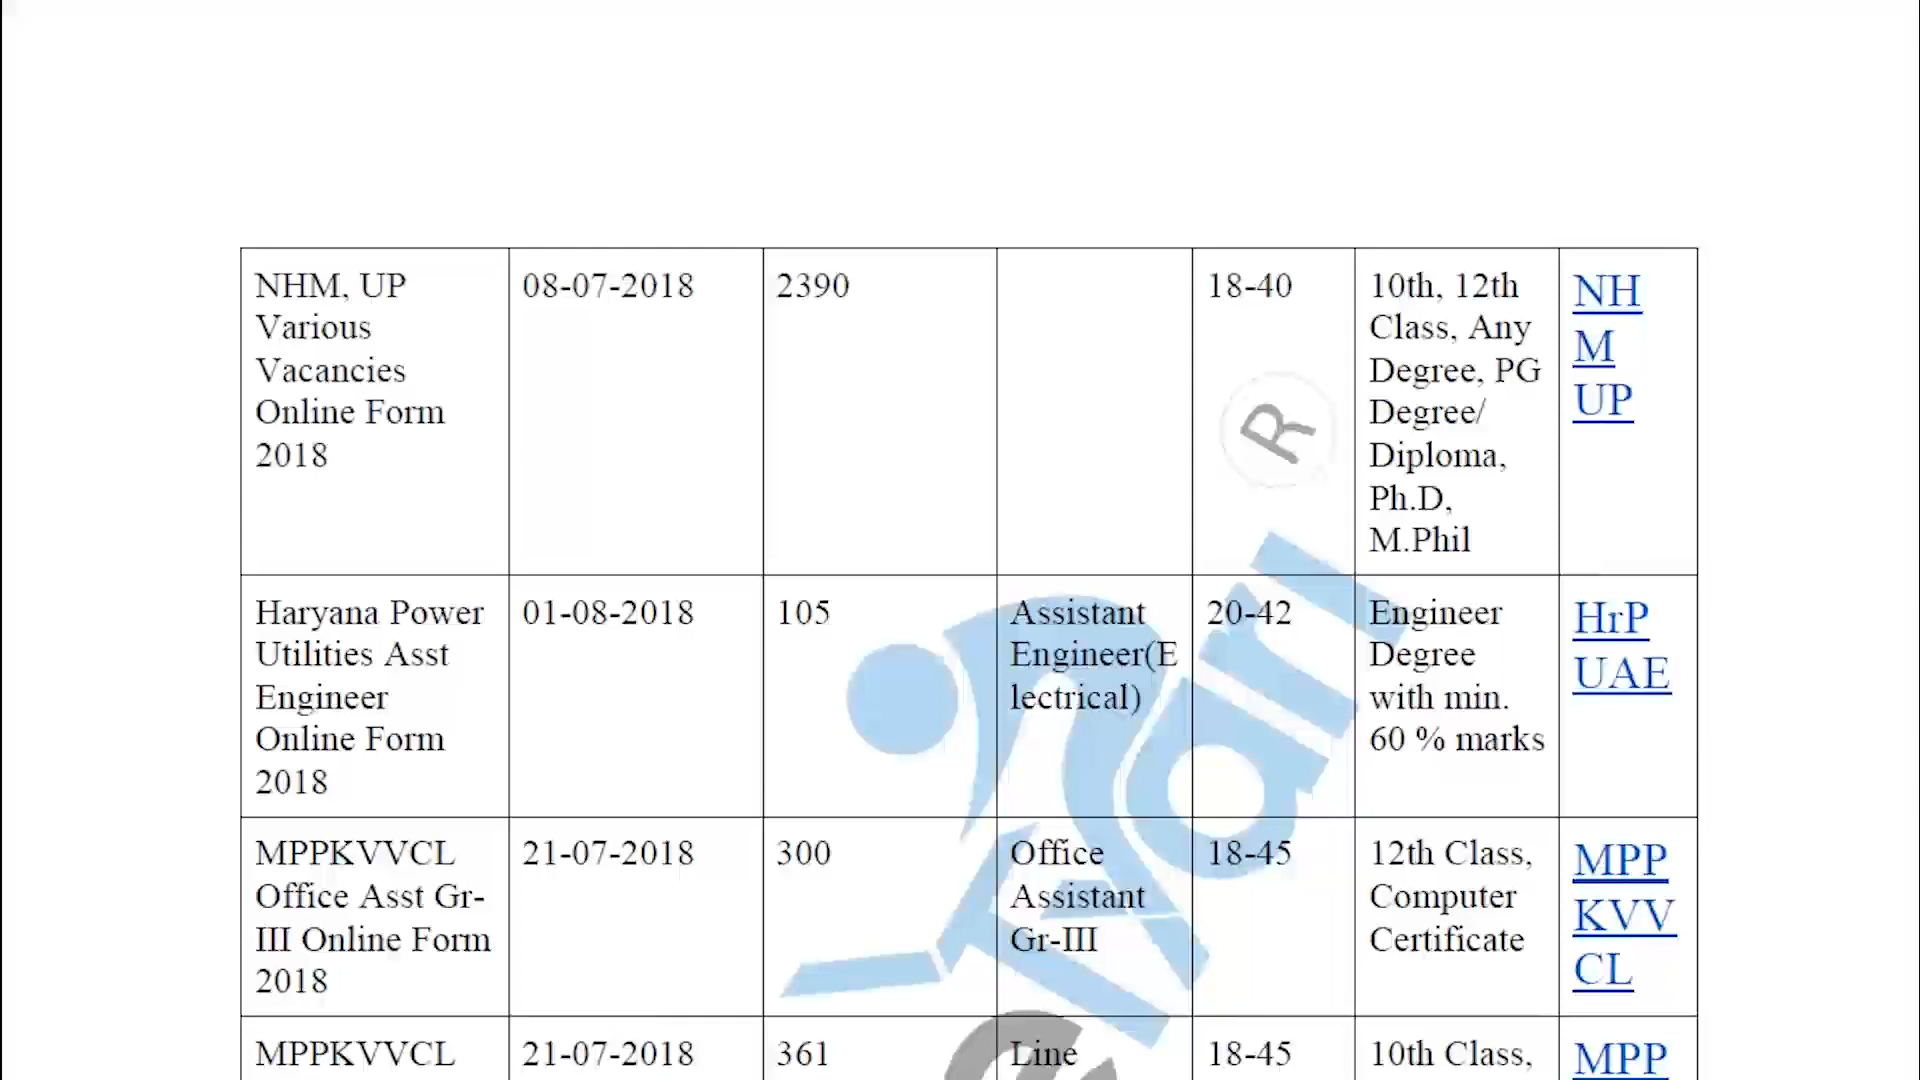 NHM, UP
Various
Vacancies
Online Form
2018
08-07-2018
2390
18-40
10th, 12th
Class, Any
Degree, PG
Degree/
Diploma,
Ph.D,
M.Phil
NH
M
UP
Haryana Power
Utilities Asst
Engineer
Online Form
2018
01-08-2018
105
Assistant
Engineer(E
lectrical)
20-42
Engineer
Degree
with min.
60 % marks
HrP
UAE
MPPKVVCL
Office Asst Gr-
III Online Form
2018
21-07-2018
300
Office
Assistant
Gr-III
18-45
12th Class,
Computer
Certificate
MPP
KVV
CL
MPPKVVCL
21-07-2018
361
Line
18-45
10th Class,
MPP
R